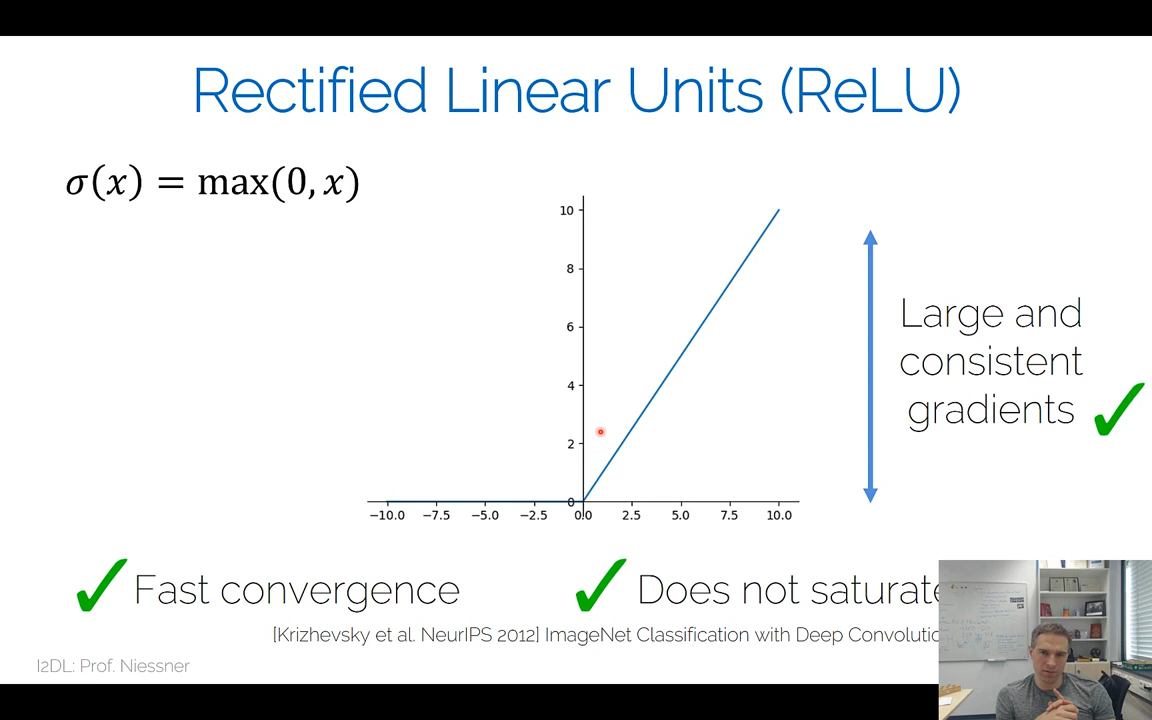 Rectified Linear Units (ReLU)
σ(x) = max(0, x)
10
8
6
4
2
0
−10.0 −7.5 −5.0 −2.5 0.0 2.5 5.0 7.5 10.0
Large and
consistent
gradients
Fast convergence
Does not saturate
[Krizhevsky et al. NeurIPS 2012] ImageNet Classification with Deep
I2DL: Prof. Niessner